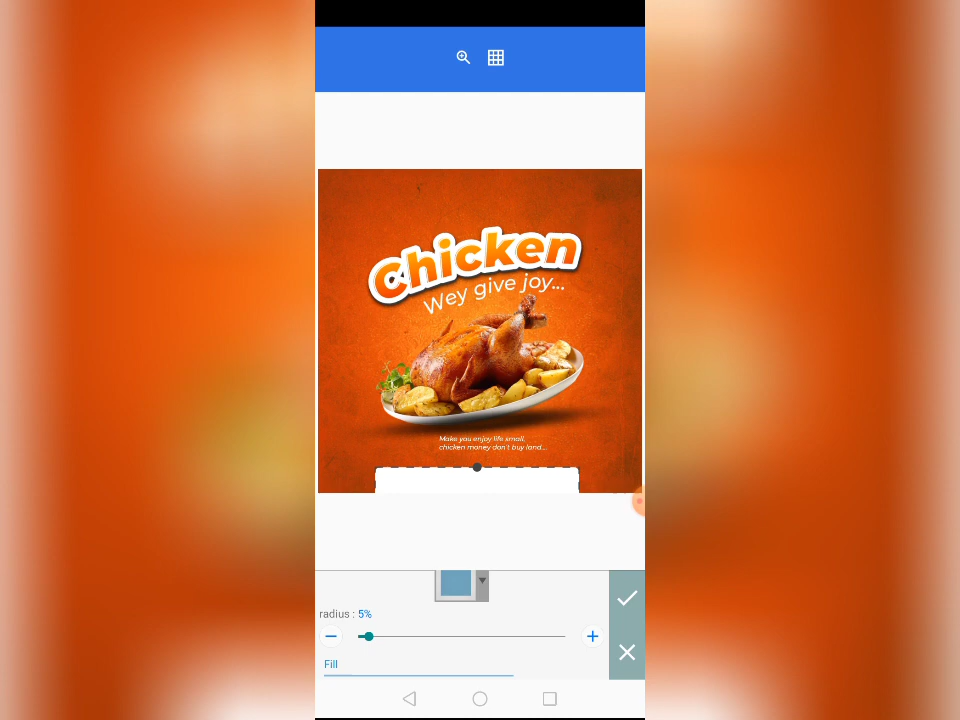 Chicken
Wey give joy...
Make you enjoy life small,
chicken money don't buy land...
radius : 5%
Fill